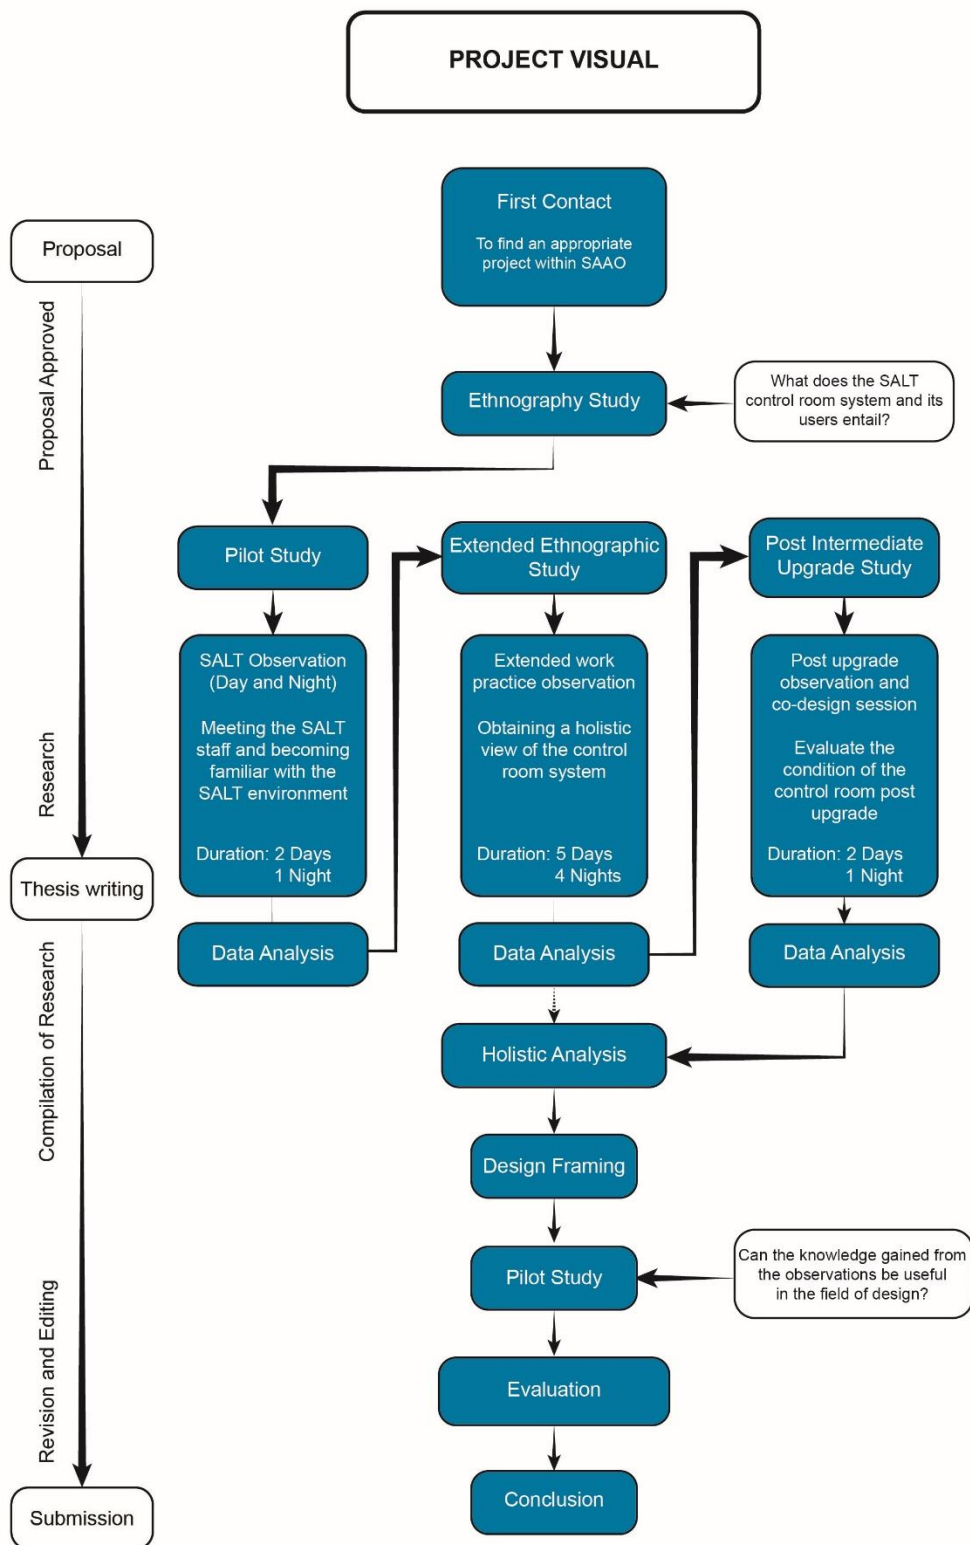 PROJECT VISUAL
Proposal
Proposal Approved
Research
Thesis writing
Compilation of Research
Revision and Editing
Submission
First Contact
To find an appropriate
project within SAAO
Ethnography Study
What does the SALT
control room system and its
users entail?
Pilot Study
SALT Observation
(Day and Night)
Meeting the SALT
staff and becoming
familiar with the
SALT environment
Duration: 2 Days
1 Night
Data Analysis
Extended Ethnographic
Study
Extended work
practice observation
Obtaining a holistic
view of the control
room system
Duration: 5 Days
4 Nights
Data Analysis
Post Intermediate
Upgrade Study
Post upgrade
observation and
co-design session
Evaluate the
condition of the
control room post
upgrade
Duration: 2 Days
1 Night
Data Analysis
Holistic Analysis
Design Framing
Pilot Study
Can the knowledge gained from
the observations be useful
in the field of design?
Evaluation
Conclusion